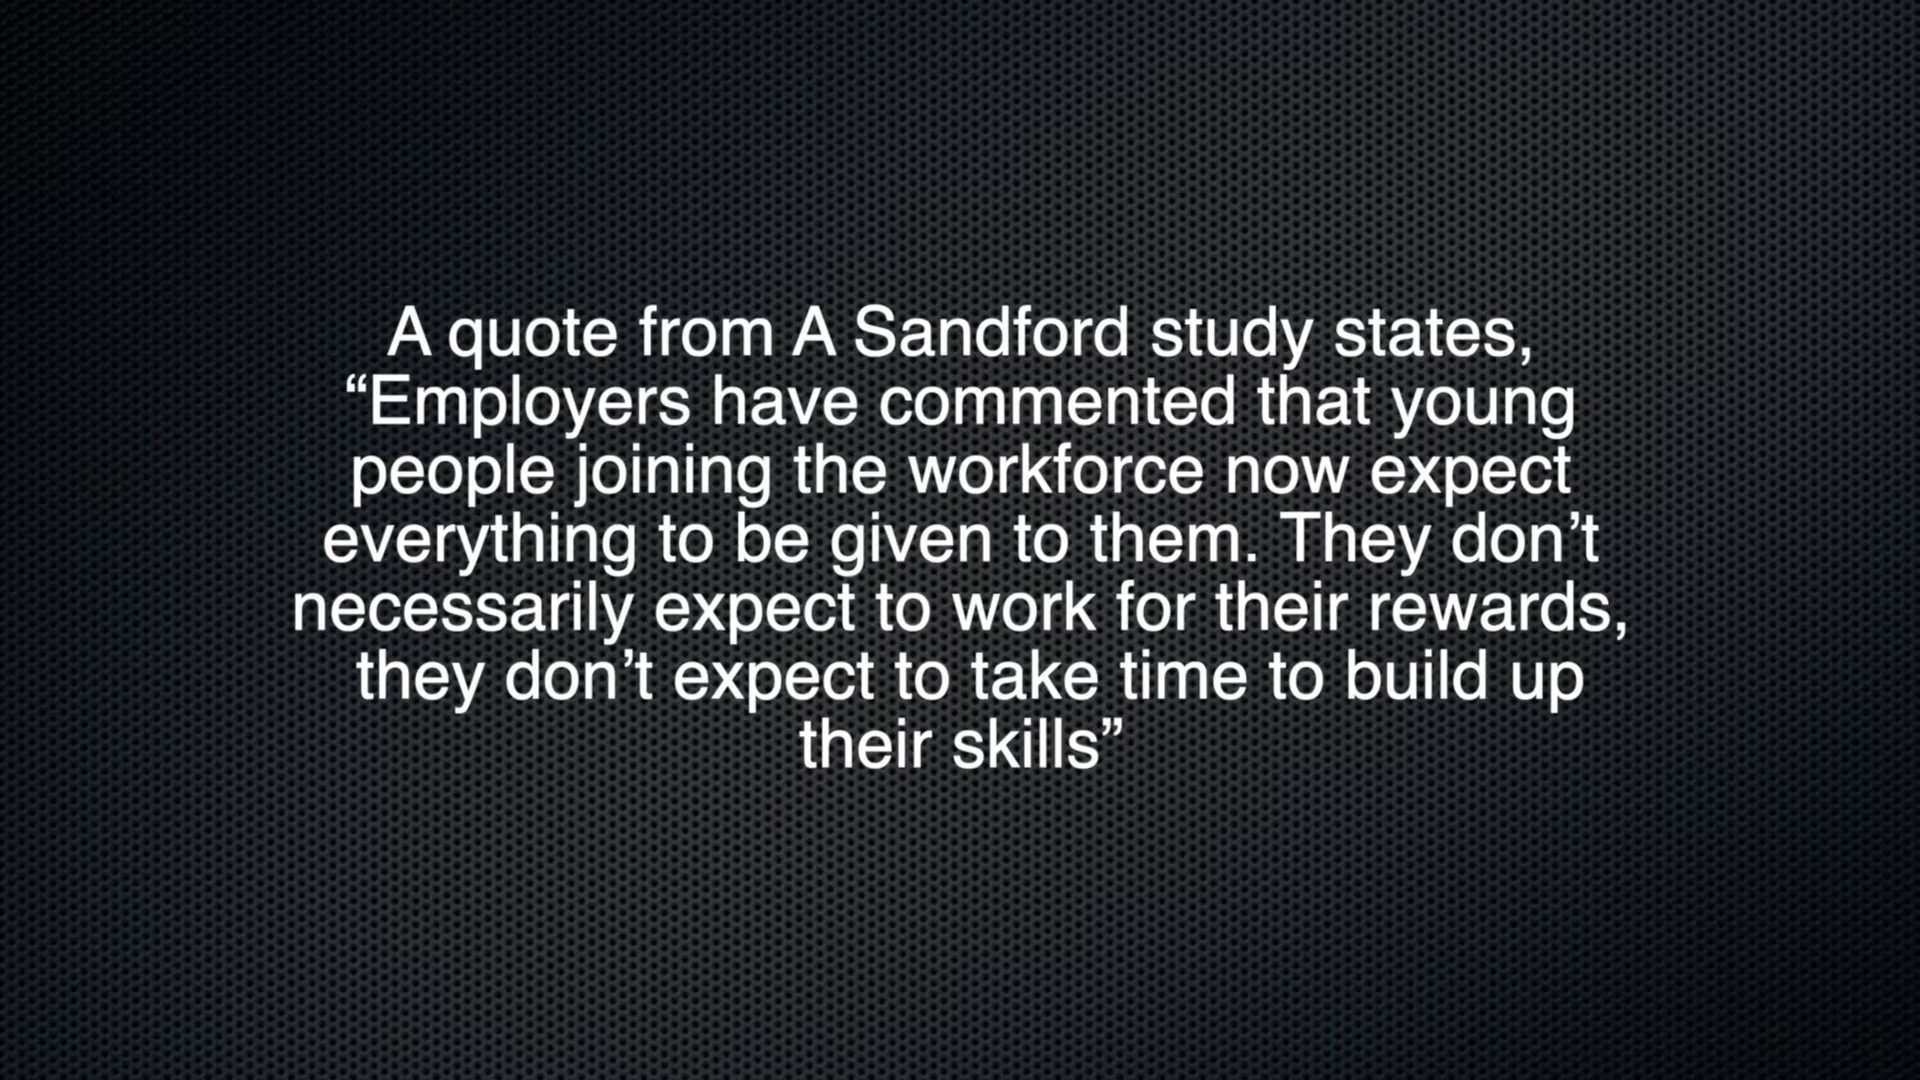 A quote from A Sandford study states,
“Employers have commented that young
people joining the workforce now expect
everything to be given to them. They don’t
necessarily expect to work for their rewards,
they don’t expect to take time to build up
their skills”